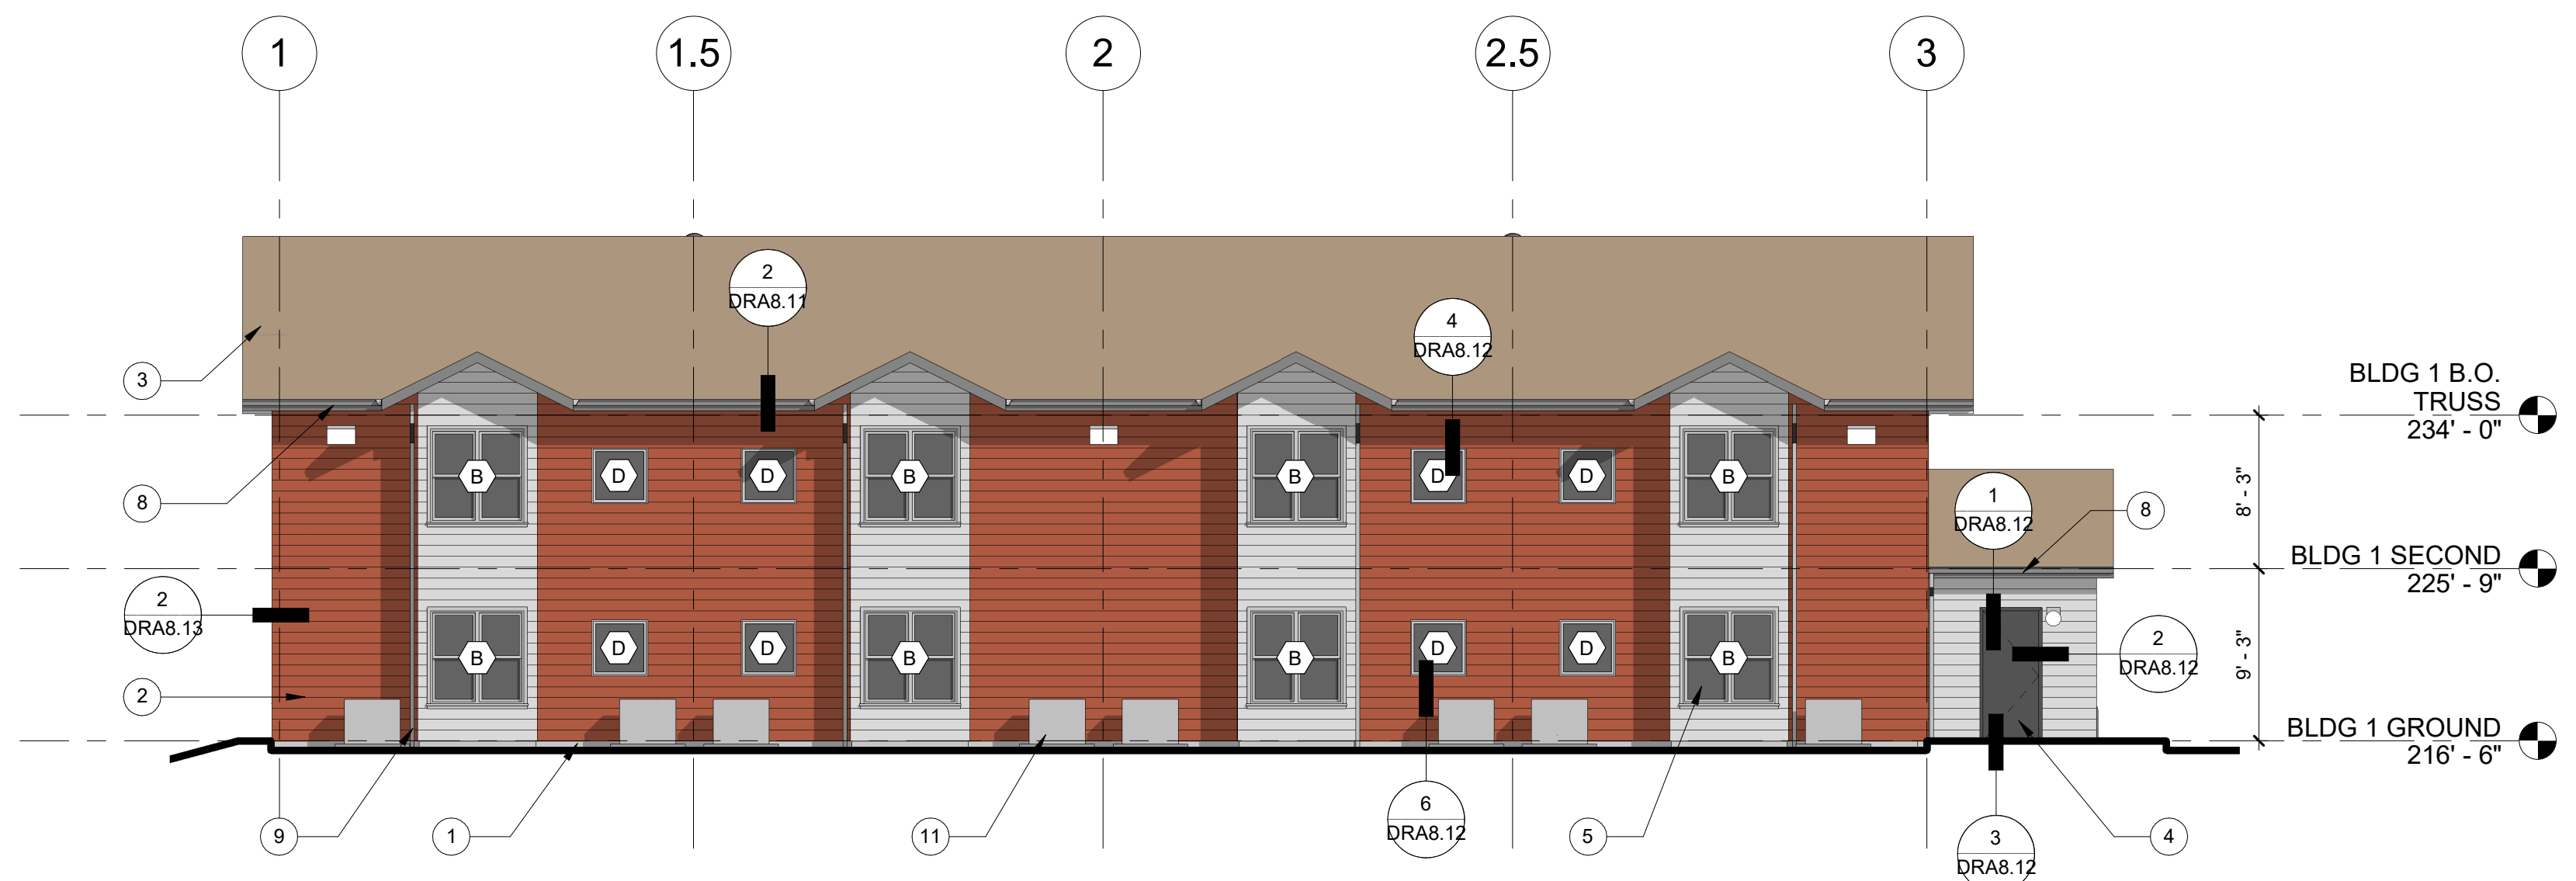 1
1.5
2
2.5
3
2
DRA8.11
4
DRA8.12
3
BLDG 1 B.O.
TRUSS
234' - 0"
B
D
D
B
B
D
D
B
8
1
DRA8.12
8
8' - 3"
BLDG 1 SECOND
225' - 9"
2
DRA8.13
B
D
D
B
B
D
D
B
2
DRA8.12
9' - 3"
2
BLDG 1 GROUND
216' - 6"
9
1
11
6
DRA8.12
5
3
DRA8.12
4